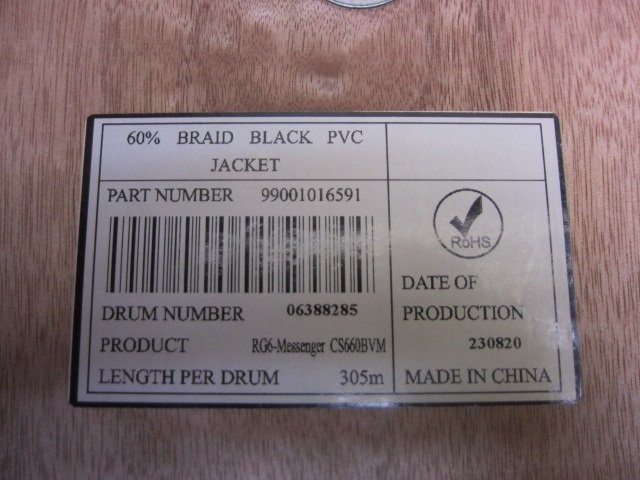 60% BRAID BLACK PVC
JACKET
PART NUMBER 99001016591
DRUM NUMBER 06388285
PRODUCT RG6-Messenger CS660BVM
LENGTH PER DRUM 305m
RoHS
DATE OF
PRODUCTION
230820
MADE IN CHINA